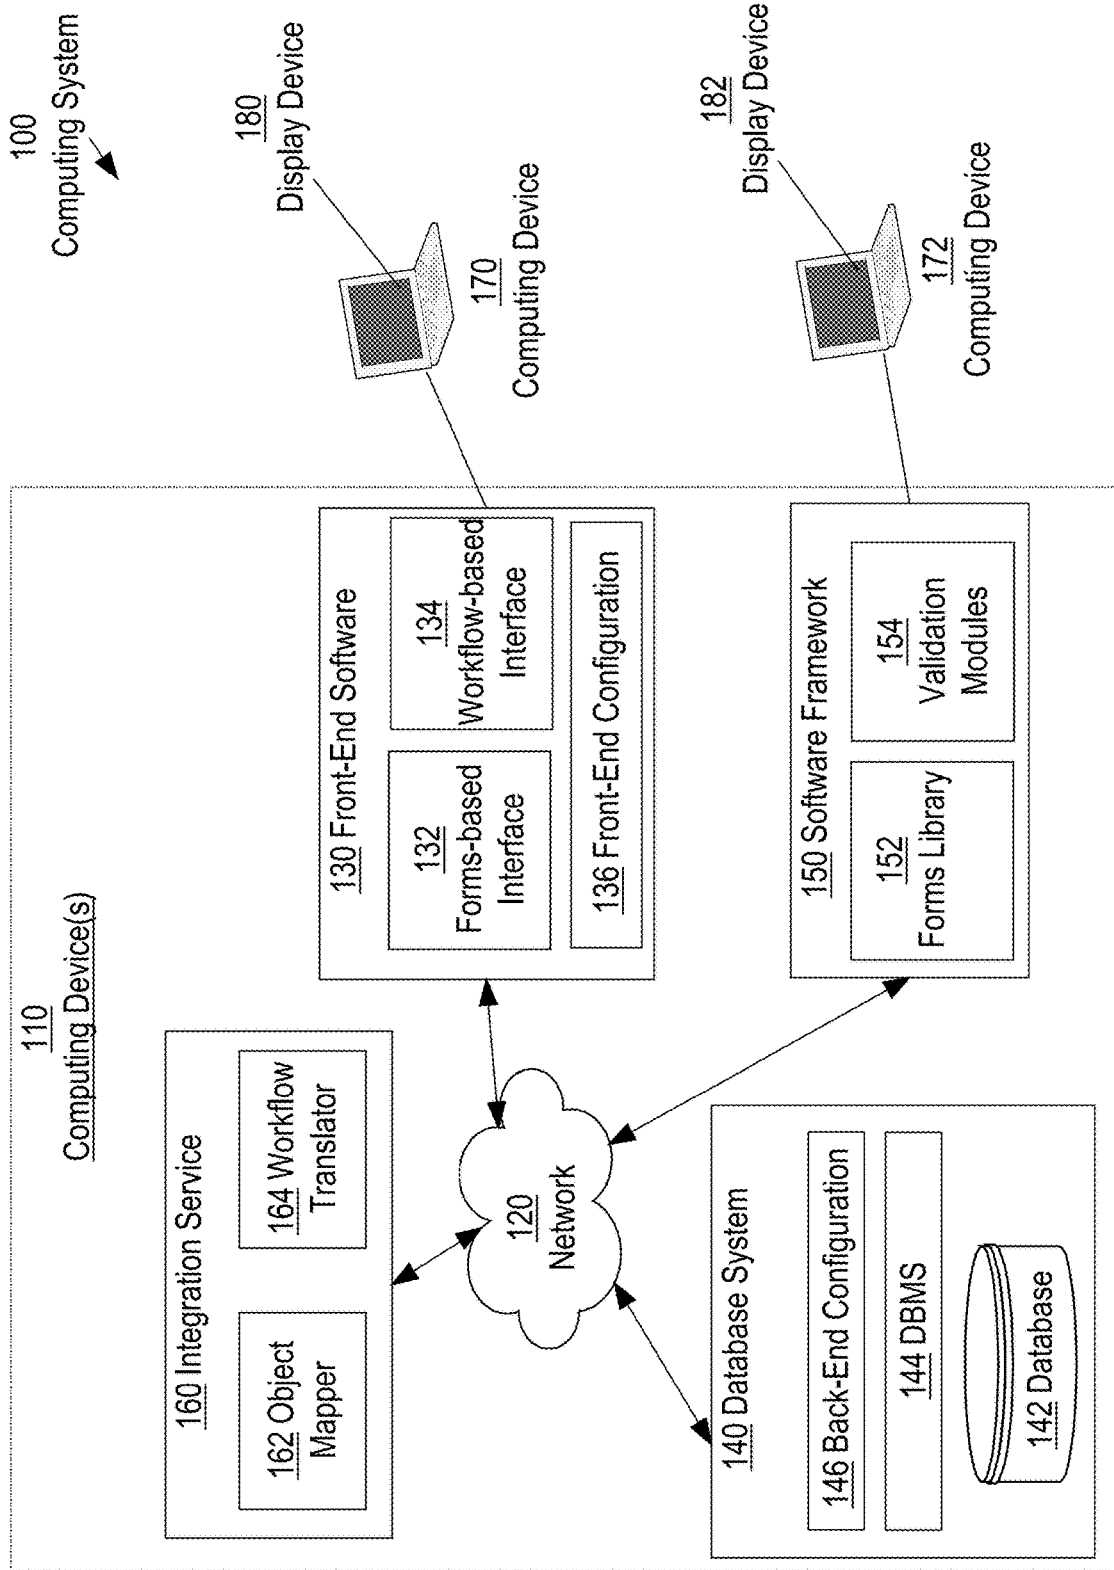 100
Computing System
110
Computing Device(s)
160 Integration Service
162 Object
Mapper
164 Workflow
Translator
120
Network
130 Front-End Software
132
Forms-based
Interface
134
Workflow-based
Interface
136 Front-End Configuration
180
Display Device
170
Computing Device
140 Database System
146 Back-End Configuration
144 DBMS
142 Database
150 Software Framework
152
Forms Library
154
Validation
Modules
182
Display Device
172
Computing Device